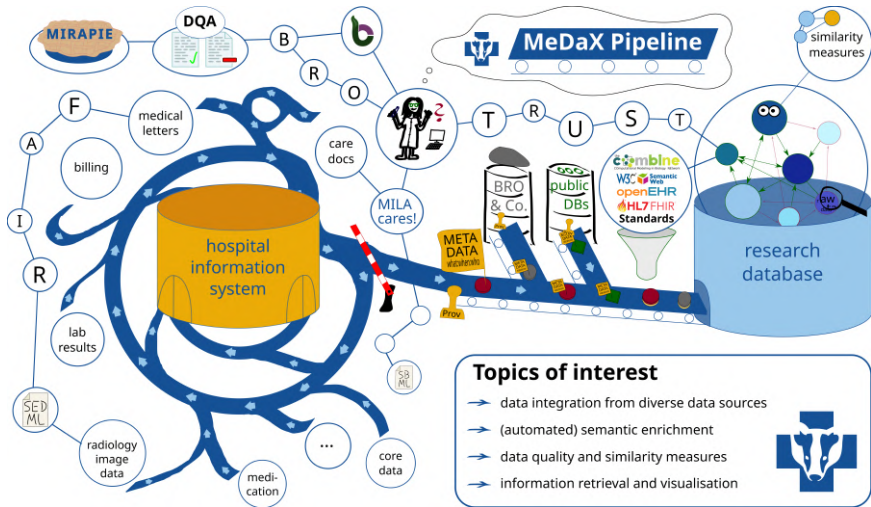 MIRAPIE
DQA
B
R
O
MeDaX Pipeline
similarity
measures
F
A
I
R
medical
letters
billing
care
docs
MILA
cares!
T
R
U
S
T
?
BRO
& Co.
public
DBs
combine
W3C Semantic
Web
openEHR
HL7 FHIR
Standards
hospital
information
system
META
DATA
Prov
research
database
lab
results
SED
ML
SB
ML
radiology
image
data
medi-
cation
...
core
data
Topics of interest
data integration from diverse data sources
(automated) semantic enrichment
data quality and similarity measures
information retrieval and visualisation